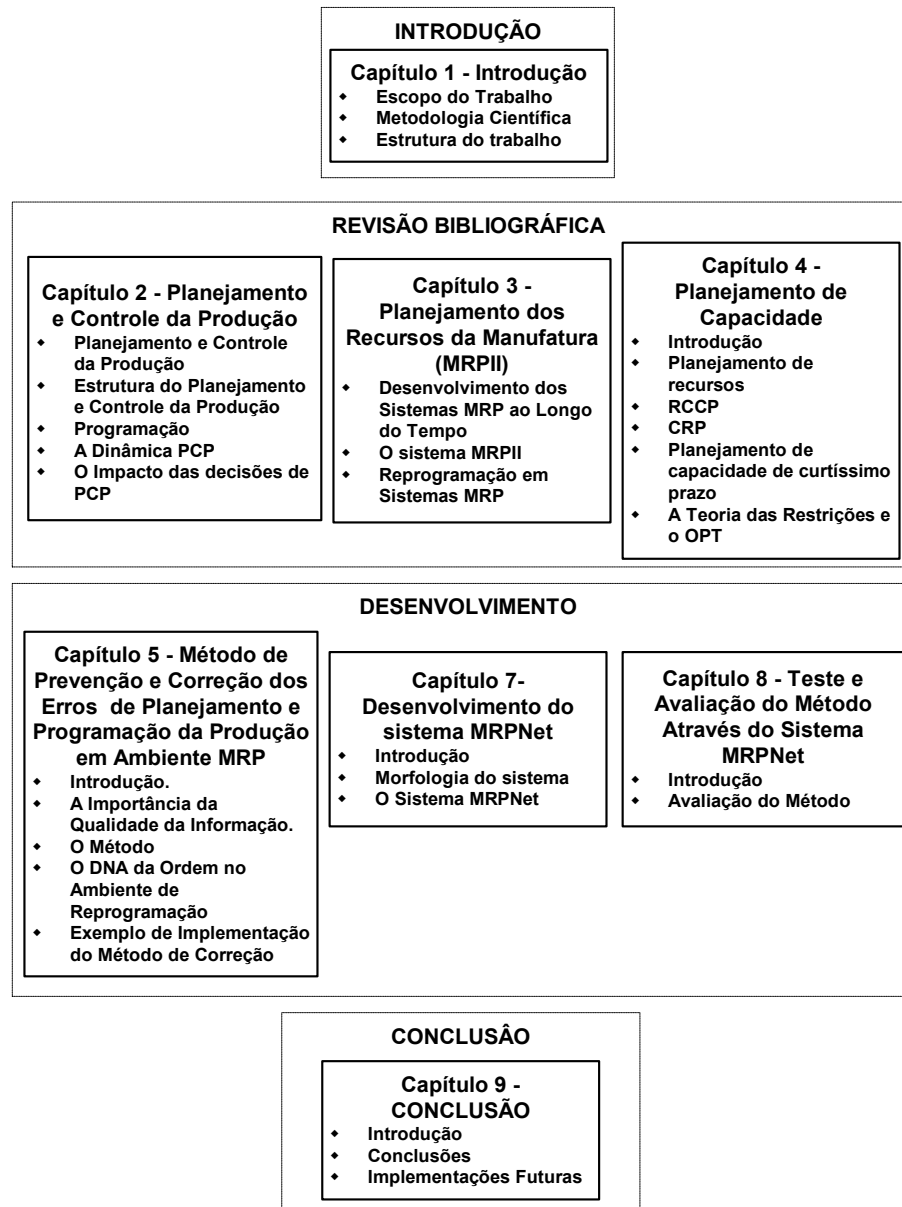 INTRODUÇÃO
Capítulo 1 - Introdução
Escopo do Trabalho
Metodologia Científica
Estrutura do trabalho
REVISÃO BIBLIOGRÁFICA
Capítulo 2 - Planejamento
e Controle da Produção
Planejamento e Controle
da Produção
Estrutura do Planejamento
e Controle da Produção
Programação
A Dinâmica PCP
O Impacto das decisões de
PCP
Capítulo 3 -
Planejamento dos
Recursos da Manufatura
(MRPII)
Desenvolvimento dos
Sistemas MRP ao Longo
do Tempo
O sistema MRPII
Reprogramação em
Sistemas MRP
Capítulo 4 -
Planejamento de
Capacidade
Introdução
Planejamento de
recursos
RCCP
CRP
Planejamento de
capacidade de curtíssimo
prazo
A Teoria das Restrições e
o OPT
DESENVOLVIMENTO
Capítulo 5 - Método de
Prevenção e Correção dos
Erros de Planejamento e
Programação da Produção
em Ambiente MRP
Introdução.
A Importância da
Qualidade da Informação.
O Método
O DNA da Ordem no
Ambiente de
Reprogramação
Exemplo de Implementação
do Método de Correção
Capítulo 7-
Desenvolvimento do
sistema MRPNet
Introdução
Morfologia do sistema
O Sistema MRPNet
Capítulo 8 - Teste e
Avaliação do Método
Através do Sistema
MRPNet
Introdução
Avaliação do Método
CONCLUSÂO
Capítulo 9 -
CONCLUSÃO
Introdução
Conclusões
Implementações Futuras